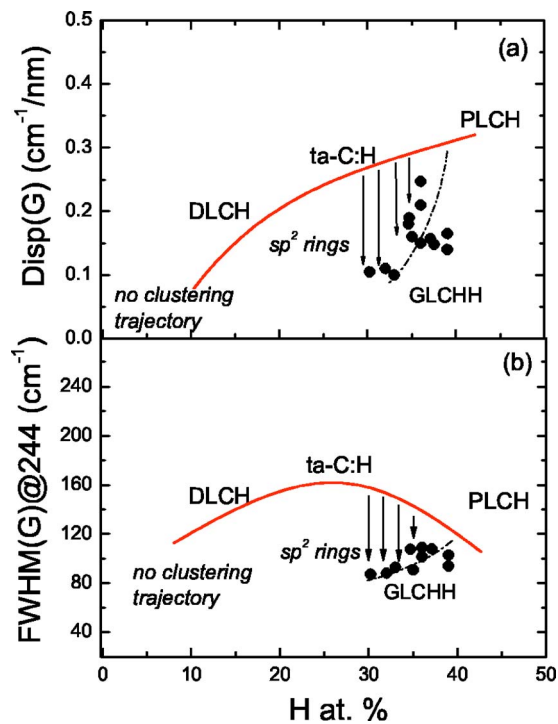 (a)
Disp(G) (cm⁻¹/nm)
0.5
0.4
0.3
0.2
0.1
0.0
PLCH
ta-C:H
DLCH
sp² rings
no clustering
trajectory
GLCHH
(b)
FWHM(G)@244 (cm⁻¹)
240
200
160
120
80
40
ta-C:H
DLCH
PLCH
sp² rings
no clustering
trajectory
GLCHH
0 10 20 30 40 50
H at. %